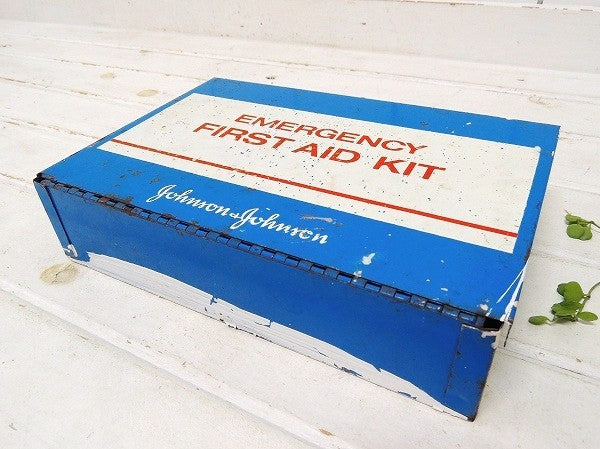 EMERGENCY
FIRST AID KIT
Johnson & Johnson